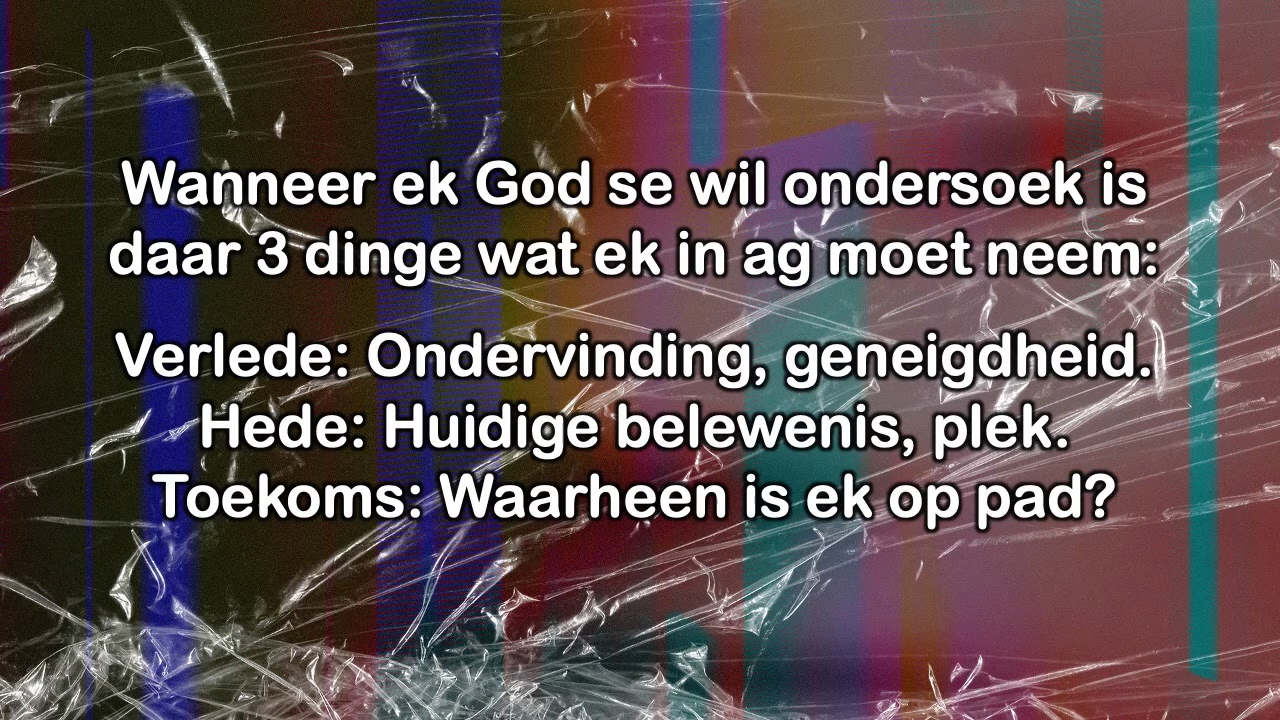 Wanneer ek God se wil ondersoek is
daar 3 dinge wat ek in ag moet neem:
Verlede: Ondervinding, geneigdheid.
Hede: Huidige belewenis, plek.
Toekoms: Waarheen is ek op pad?